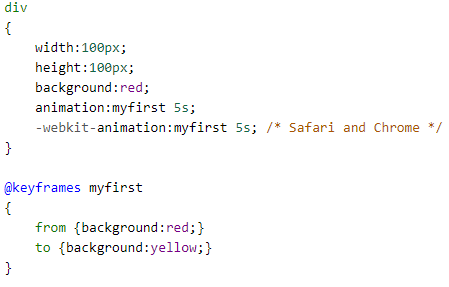 div
{
    width:100px;
    height:100px;
    background:red;
    animation:myfirst 5s;
    -webkit-animation:myfirst 5s; /* Safari and Chrome */
}

@keyframes myfirst
{
    from {background:red;}
    to {background:yellow;}
}